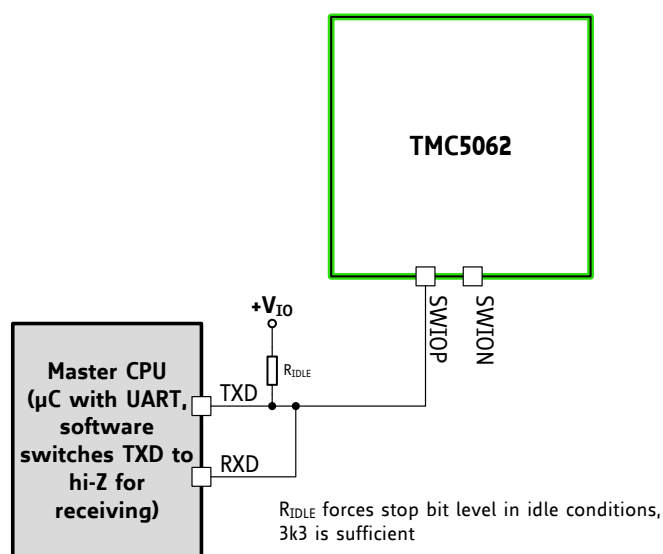 TMC5062
SWIOP
SWION
+VIO
RIDLE
Master CPU
(µC with UART,
software
switches TXD to
hi-Z for
receiving)
TXD
RXD
RIDLE forces stop bit level in idle conditions,
3k3 is sufficient